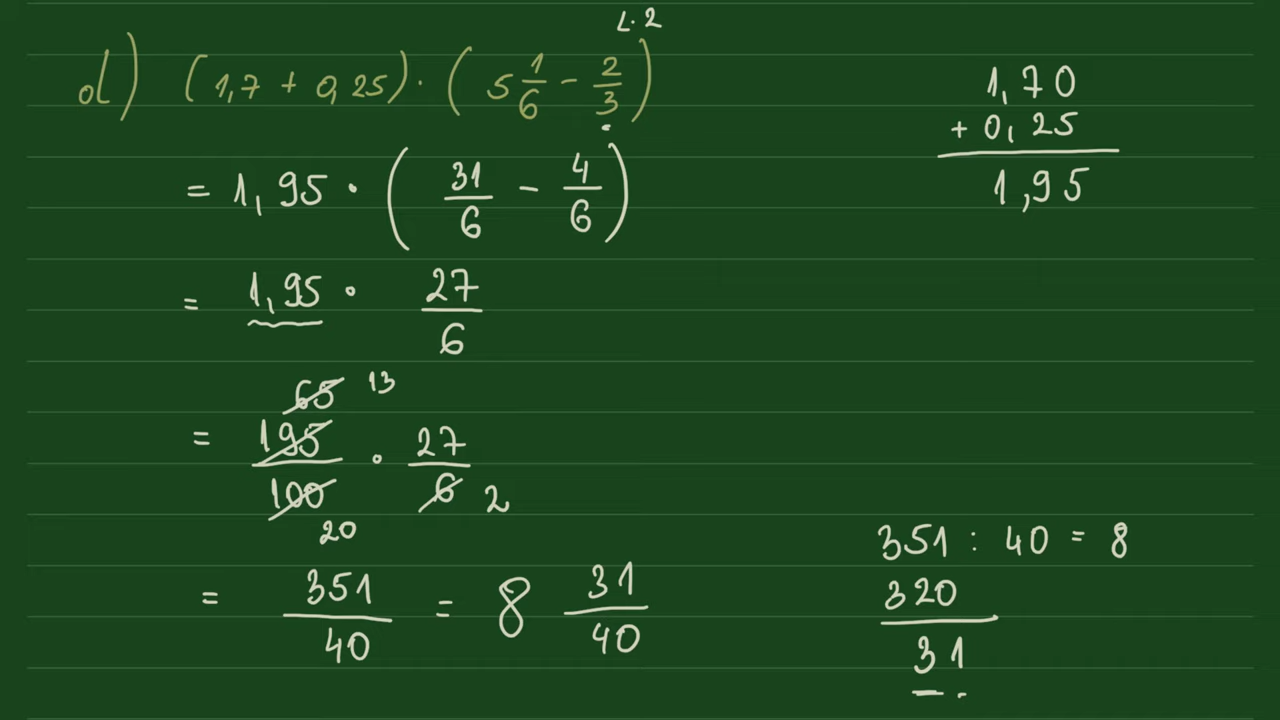 L·2
d) (1,7 + 0,25) · (5 1/6 − 2/3)
= 1,95 · (31/6 − 4/6)
= 1,95 · 27/6
65 13
= 195/100 · 27/6 2
20
= 351/40 = 8 31/40
1,70
+ 0,25
1,95
351 : 40 = 8
320
31